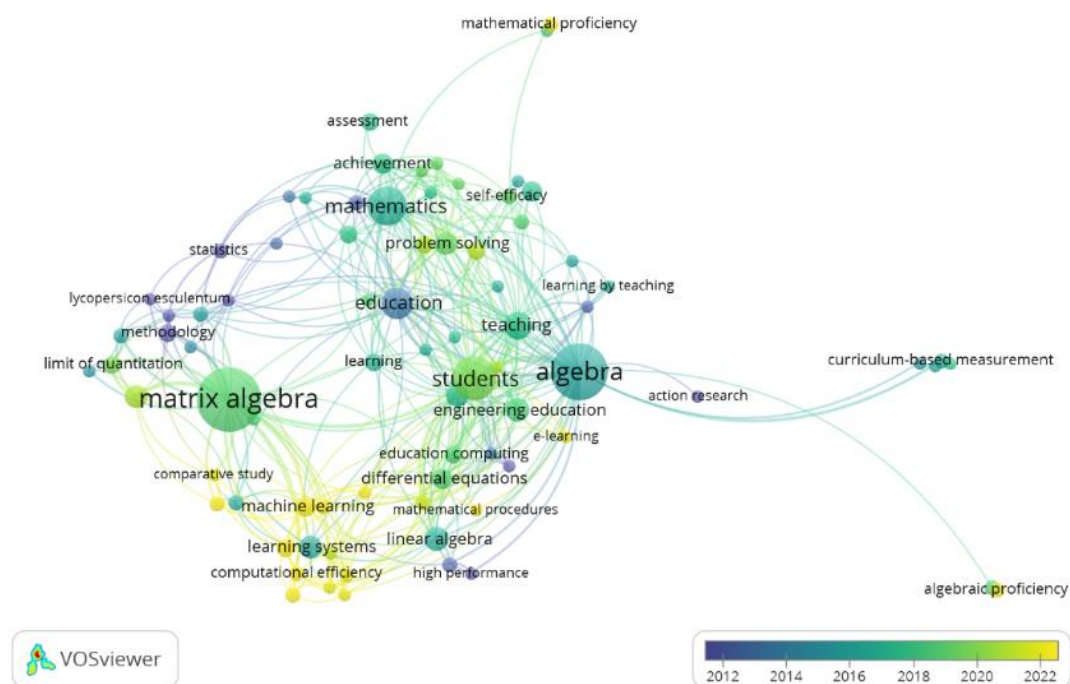 mathematical proficiency
assessment
achievement
self-efficacy
mathematics
problem solving
statistics
learning by teaching
lycopersicon esculentum
education
methodology
teaching
limit of quantitation
learning
curriculum-based measurement
algebra
students
matrix algebra
action research
engineering education
e-learning
education computing
comparative study
differential equations
machine learning
mathematical procedures
learning systems
linear algebra
computational efficiency
high performance
algebraic proficiency
VOSviewer
2012 2014 2016 2018 2020 2022